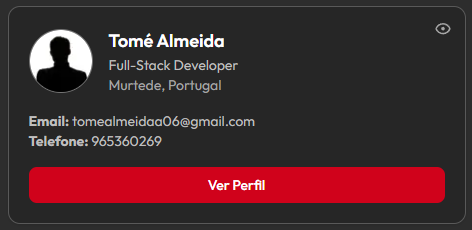 Tomé Almeida
Full-Stack Developer
Murtede, Portugal
Email: tomealmeidaa06@gmail.com
Telefone: 965360269
Ver Perfil